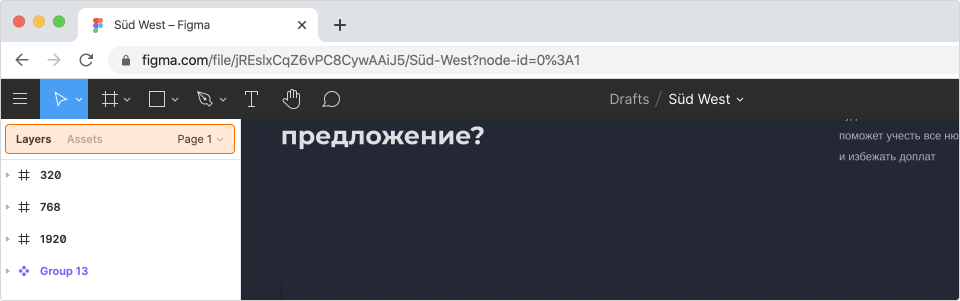 Süd West – Figma
figma.com/file/jREslxCqZ6vPC8CywAAiJ5/Süd-West?node-id=0%3A1
Drafts / Süd West
Layers Assets Page 1
предложение?
поможет учесть все ню
и избежать доплат
320
768
1920
Group 13